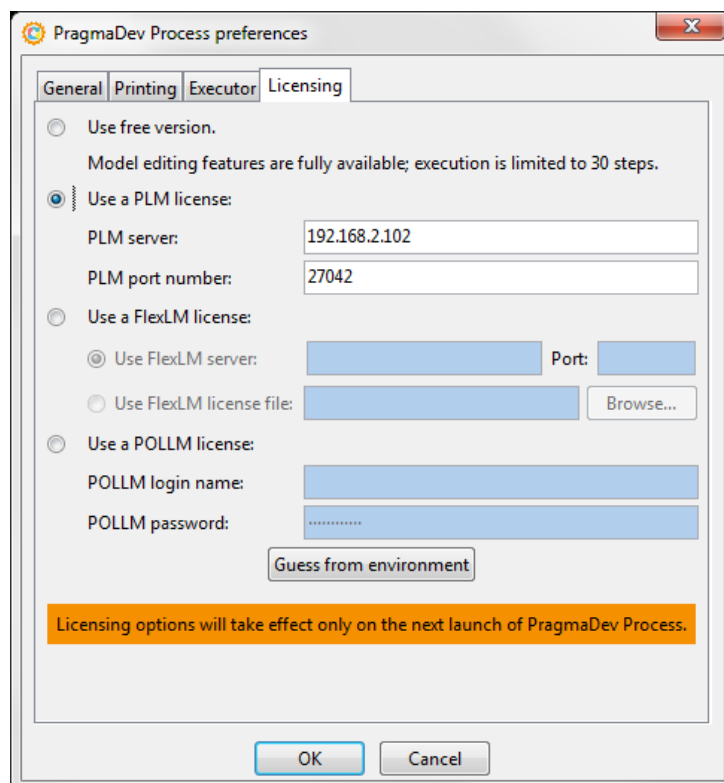 PragmaDev Process preferences
General Printing Executor Licensing
Use free version.
Model editing features are fully available; execution is limited to 30 steps.
Use a PLM license:
PLM server: 192.168.2.102
PLM port number: 27042
Use a FlexLM license:
Use FlexLM server: Port:
Use FlexLM license file: Browse...
Use a POLLM license:
POLLM login name:
POLLM password: ............
Guess from environment
Licensing options will take effect only on the next launch of PragmaDev Process.
OK Cancel